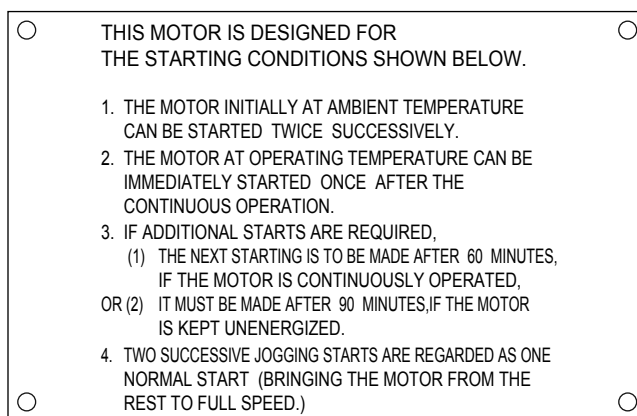 THIS MOTOR IS DESIGNED FOR
THE STARTING CONDITIONS SHOWN BELOW.
1. THE MOTOR INITIALLY AT AMBIENT TEMPERATURE
CAN BE STARTED TWICE SUCCESSIVELY.
2. THE MOTOR AT OPERATING TEMPERATURE CAN BE
IMMEDIATELY STARTED ONCE AFTER THE
CONTINUOUS OPERATION.
3. IF ADDITIONAL STARTS ARE REQUIRED,
(1) THE NEXT STARTING IS TO BE MADE AFTER 60 MINUTES,
IF THE MOTOR IS CONTINUOUSLY OPERATED,
OR (2) IT MUST BE MADE AFTER 90 MINUTES,IF THE MOTOR
IS KEPT UNENERGIZED.
4. TWO SUCCESSIVE JOGGING STARTS ARE REGARDED AS ONE
NORMAL START (BRINGING THE MOTOR FROM THE
REST TO FULL SPEED.)